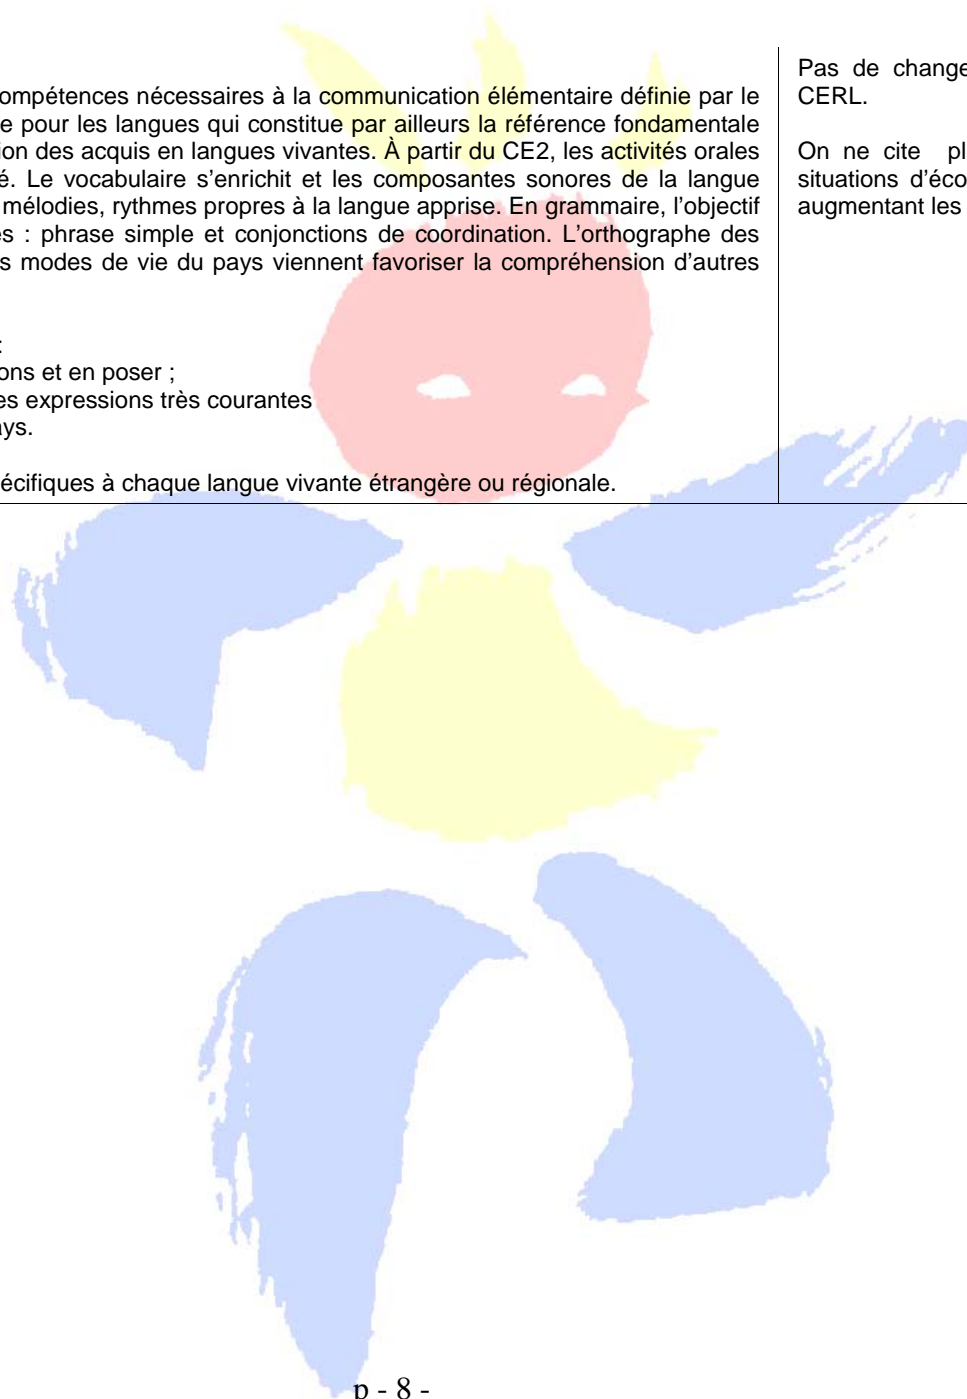 ompétences nécessaires à la communication élémentaire définie par le
e pour les langues qui constitue par ailleurs la référence fondamentale
ion des acquis en langues vivantes. À partir du CE2, les activités orales
é. Le vocabulaire s'enrichit et les composantes sonores de la langue
mélodies, rythmes propres à la langue apprise. En grammaire, l'objectif
es : phrase simple et conjonctions de coordination. L'orthographe des
s modes de vie du pays viennent favoriser la compréhension d'autres
:
ons et en poser ;
es expressions très courantes
ays.
écifiques à chaque langue vivante étrangère ou régionale.
Pas de change
CERL.
On ne cite pl
situations d'éco
augmentant les
p - 8 -